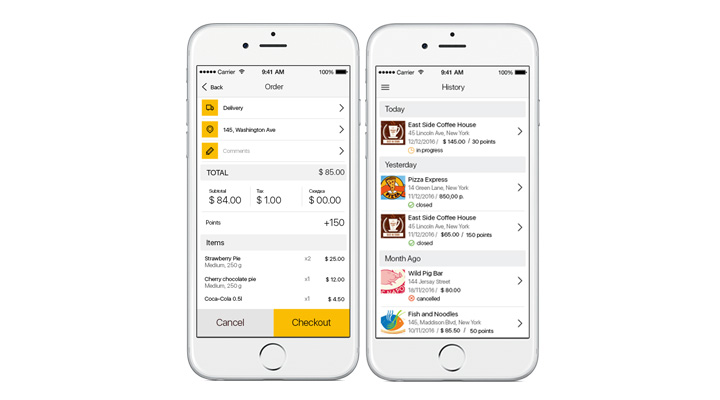 Carrier 9:41 AM 100%
Back Order
Delivery
145, Washington Ave
Comments
TOTAL $ 85.00
Subtotal Tax Скидка
$ 84.00 $ 1.00 $ 00.00
Points +150
Items
Strawberry Pie x2 $ 25.00
Medium, 250 g
Cherry chocolate pie x1 $ 12.00
Medium, 250 g
Coca-Cola 0.5l x1 $ 4.50
Cancel Checkout
Carrier 9:41 AM 100%
History
Today
East Side Coffee House
45 Lincoln Ave, New York
12/12/2016 / $ 145.00 / 30 points
in progress
Yesterday
Pizza Express
14 Green Lane, New York
11/12/2016 / 850,00 р.
closed
East Side Coffee House
45 Lincoln Ave, New York
11/12/2016 / $65.00 / 150 points
closed
Month Ago
Wild Pig Bar
144 Jersay Street
18/11/2016 / $ 80.00
cancelled
Fish and Noodles
145, Maddison Blvd, New York
10/11/2016 / $ 85.50 / 50 points